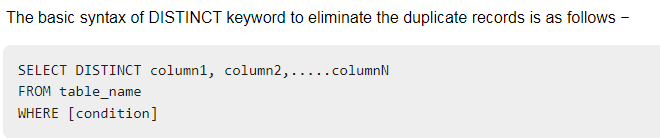 The basic syntax of DISTINCT keyword to eliminate the duplicate records is as follows −
SELECT DISTINCT column1, column2,.....columnN
FROM table_name
WHERE [condition]